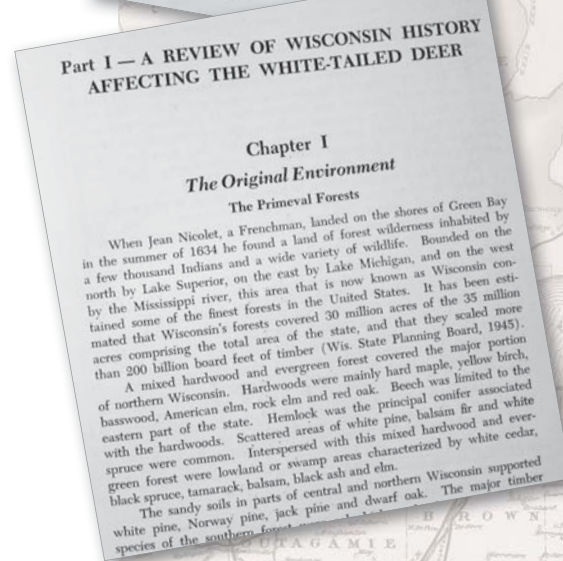 Part I — A REVIEW OF WISCONSIN HISTORY
AFFECTING THE WHITE-TAILED DEER
Chapter I
The Original Environment
The Primeval Forests
When Jean Nicolet, a Frenchman, landed on the shores of Green Bay
in the summer of 1634 he found a land of forest wilderness inhabited by
a few thousand Indians and a wide variety of wildlife. Bounded on the
north by Lake Superior, on the east by Lake Michigan, and on the west
by the Mississippi river, this area that is now known as Wisconsin con-
tained some of the finest forests in the United States. It has been esti-
mated that Wisconsin's forests covered 30 million acres of the 35 million
acres comprising the total area of the state, and that they scaled more
than 200 billion board feet of timber (Wis. State Planning Board, 1945).
A mixed hardwood and evergreen forest covered the major portion
of northern Wisconsin. Hardwoods were mainly hard maple, yellow birch,
basswood, American elm, rock elm and red oak. Beech was limited to the
eastern part of the state. Hemlock was the principal conifer associated
with the hardwoods. Scattered areas of white pine, balsam fir and white
spruce were common. Interspersed with this mixed hardwood and ever-
green forest were lowland or swamp areas characterized by white cedar,
black spruce, tamarack, balsam, black ash and elm.
The sandy soils in parts of central and northern Wisconsin supported
white pine, Norway pine, jack pine and dwarf oak. The major timber
species of the southern forest
BROWN
OUTAGAMIE